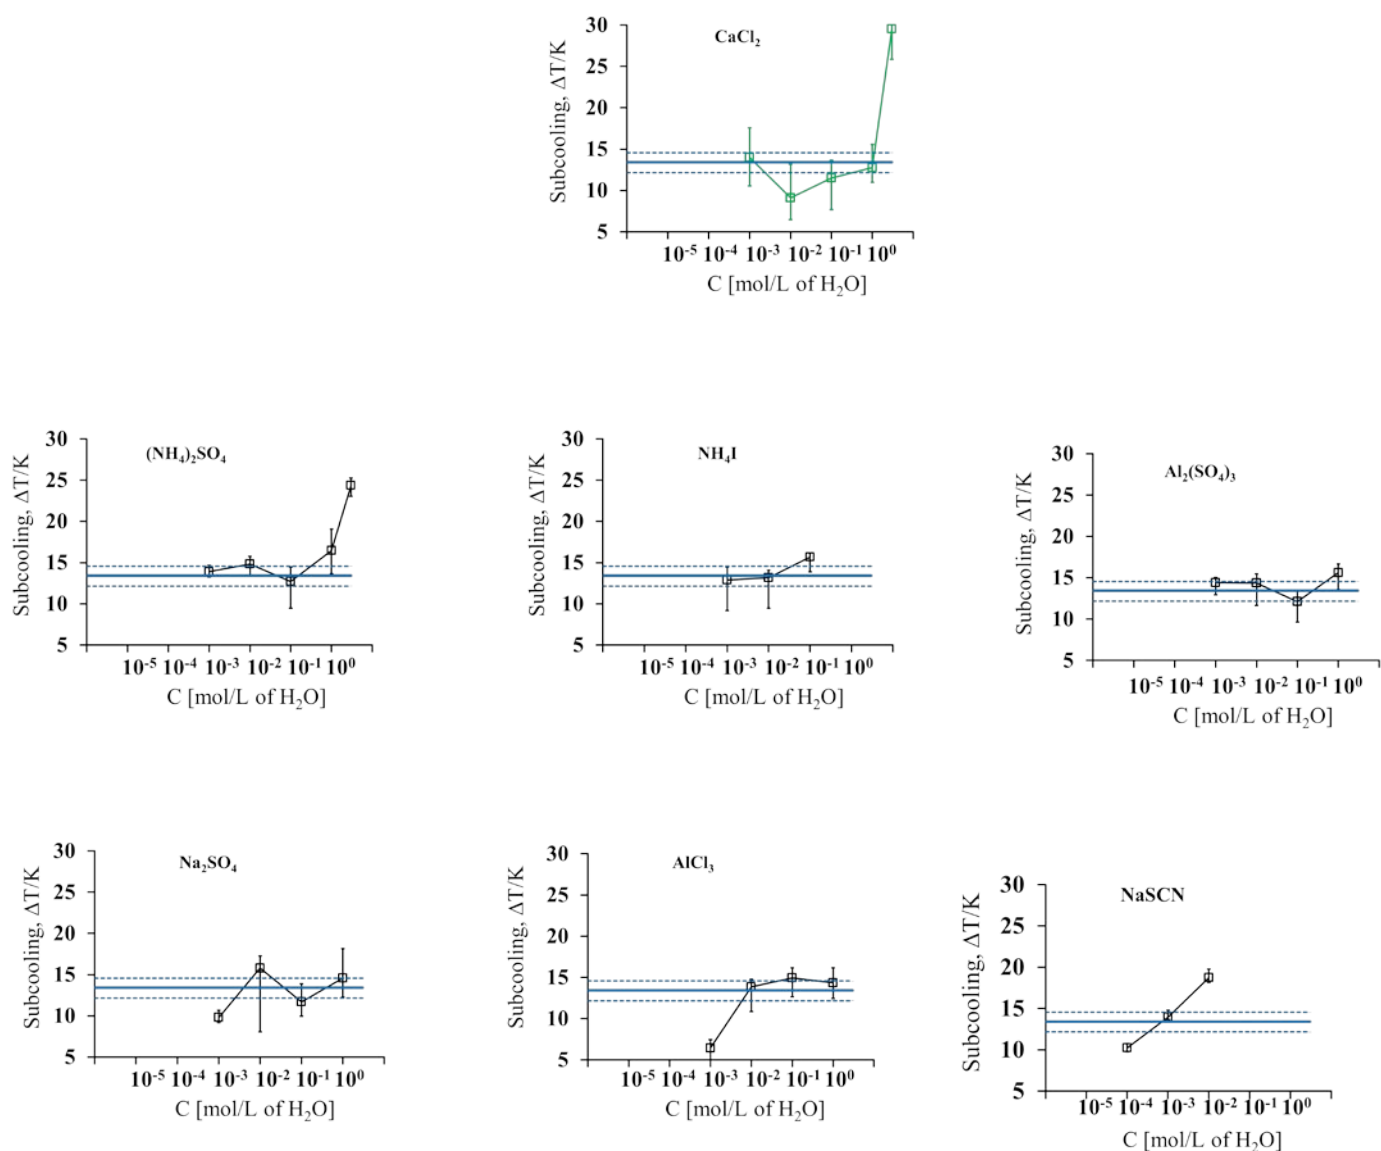 CaCl₂
Subcooling, ΔT/K
30
25
20
15
10
5
10⁻⁵ 10⁻⁴ 10⁻³ 10⁻² 10⁻¹ 10⁰
C [mol/L of H₂O]
(NH₄)₂SO₄
Subcooling, ΔT/K
30
25
20
15
10
5
10⁻⁵ 10⁻⁴ 10⁻³ 10⁻² 10⁻¹ 10⁰
C [mol/L of H₂O]
NH₄I
Subcooling, ΔT/K
30
25
20
15
10
5
10⁻⁵ 10⁻⁴ 10⁻³ 10⁻² 10⁻¹ 10⁰
C [mol/L of H₂O]
Al₂(SO₄)₃
Subcooling, ΔT/K
30
25
20
15
10
5
10⁻⁵ 10⁻⁴ 10⁻³ 10⁻² 10⁻¹ 10⁰
C [mol/L of H₂O]
Na₂SO₄
Subcooling, ΔT/K
30
25
20
15
10
5
10⁻⁵ 10⁻⁴ 10⁻³ 10⁻² 10⁻¹ 10⁰
C [mol/L of H₂O]
AlCl₃
Subcooling, ΔT/K
30
25
20
15
10
5
10⁻⁵ 10⁻⁴ 10⁻³ 10⁻² 10⁻¹ 10⁰
C [mol/L of H₂O]
NaSCN
Subcooling, ΔT/K
30
25
20
15
10
5
10⁻⁵ 10⁻⁴ 10⁻³ 10⁻² 10⁻¹ 10⁰
C [mol/L of H₂O]